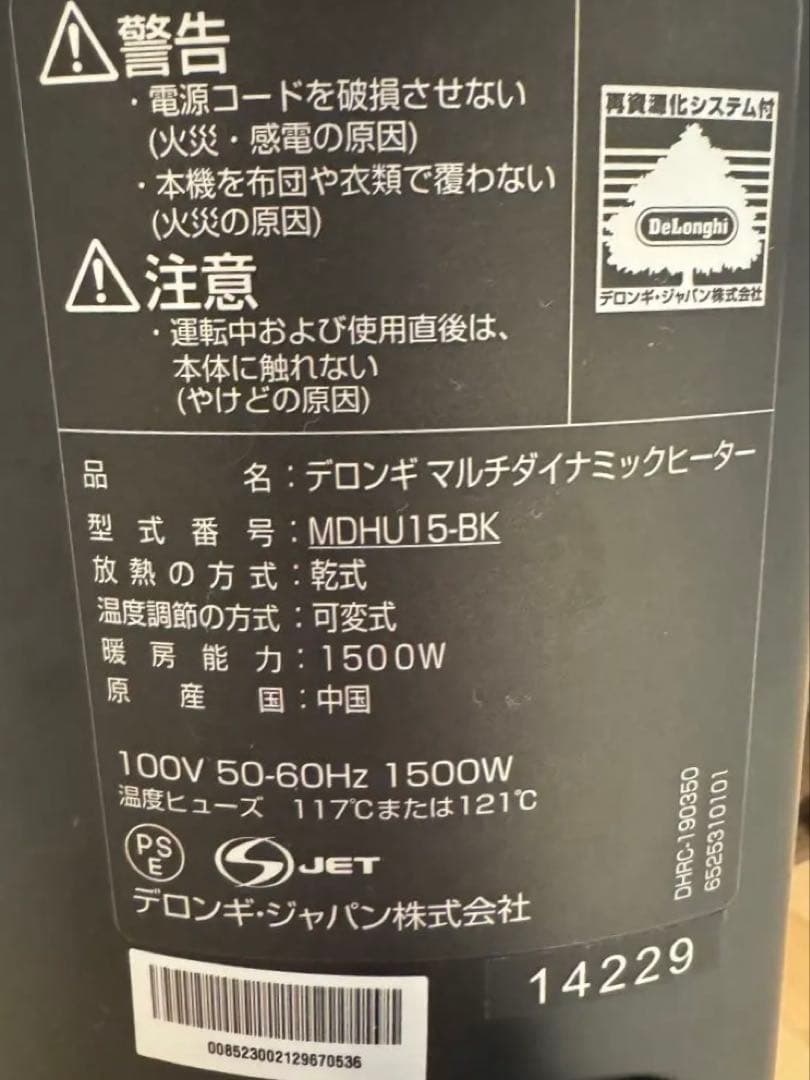 警告
・電源コードを破損させない
(火災・感電の原因)
・本機を布団や衣類で覆わない
(火災の原因)
注意
・運転中および使用直後は、
本体に触れない
(やけどの原因)
再資源化システム付
DeLonghi
デロンギ・ジャパン株式会社
品名：デロンギ マルチダイナミックヒーター
型式番号：MDHU15-BK
放熱の方式：乾式
温度調節の方式：可変式
暖房能力：1500W
原産国：中国
100V 50-60Hz 1500W
温度ヒューズ 117℃または121℃
PSE
JET
デロンギ・ジャパン株式会社
DHRC-190350
6525310101
14229
008523002129670536